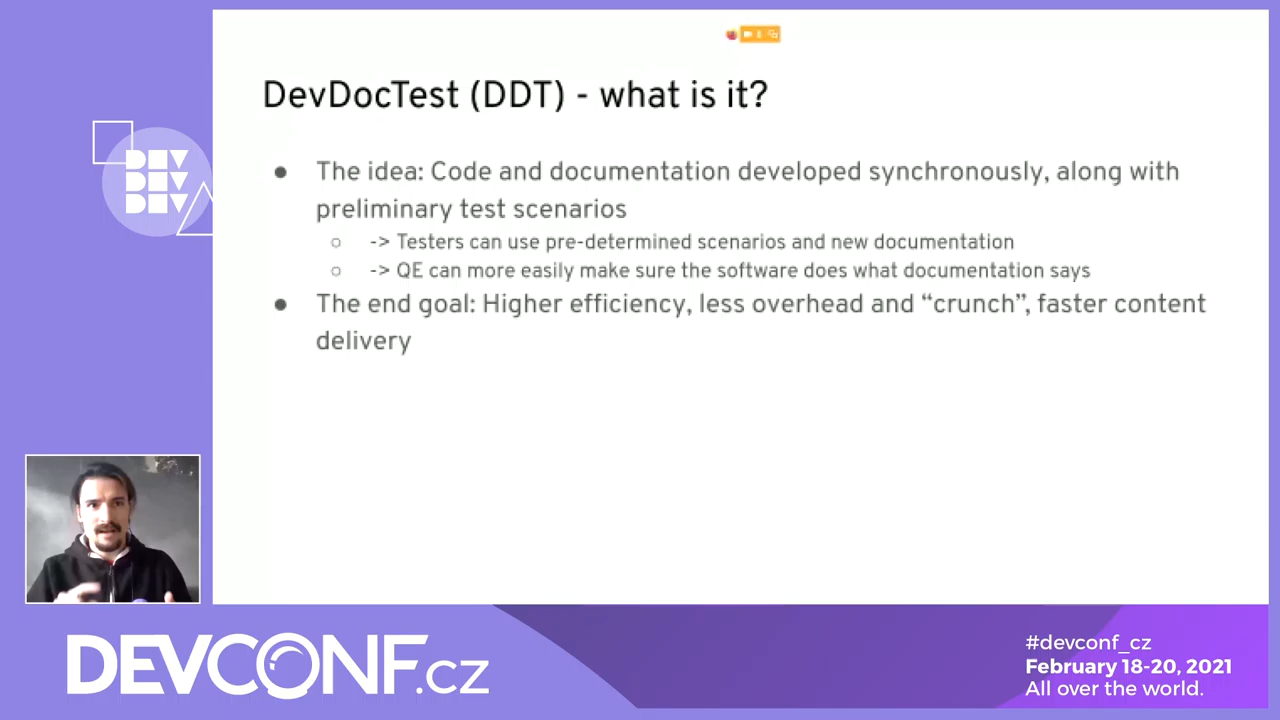 DevDocTest (DDT) - what is it?
● The idea: Code and documentation developed synchronously, along with
preliminary test scenarios
○ -> Testers can use pre-determined scenarios and new documentation
○ -> QE can more easily make sure the software does what documentation says
● The end goal: Higher efficiency, less overhead and “crunch”, faster content
delivery
DEV
DEV
DEV
DEVCONF.cz
#devconf_cz
February 18-20, 2021
All over the world.